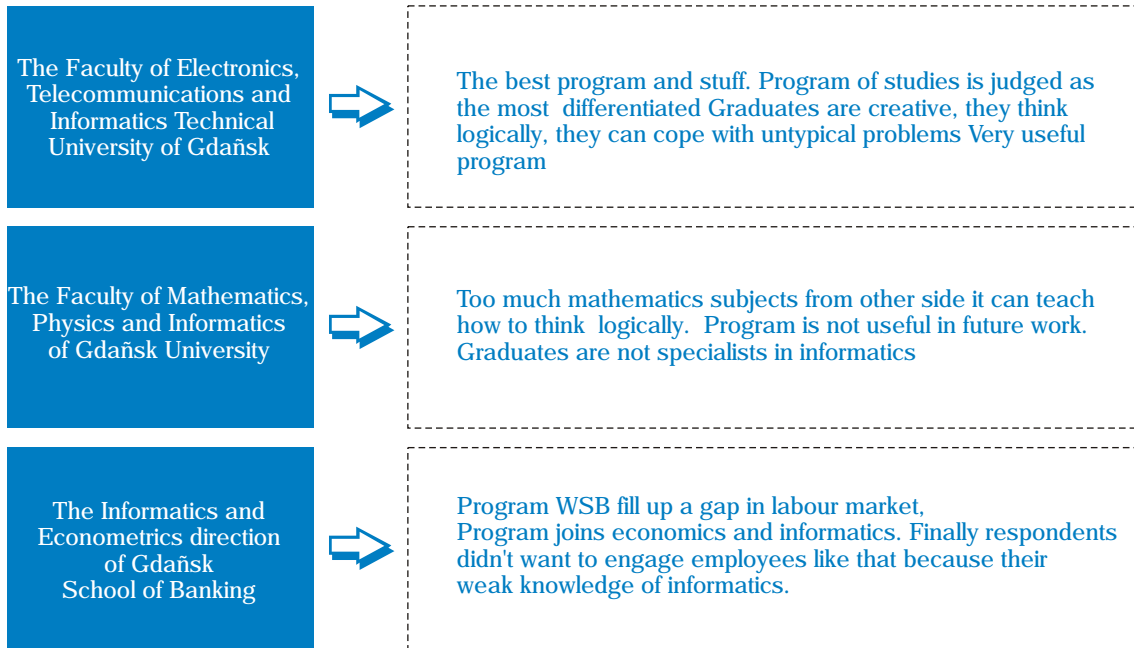 The Faculty of Electronics,
Telecommunications and
Informatics Technical
University of Gdañsk
The best program and stuff. Program of studies is judged as
the most  differentiated Graduates are creative, they think
logically, they can cope with untypical problems Very useful
program
The Faculty of Mathematics,
Physics and Informatics
of Gdañsk University
Too much mathematics subjects from other side it can teach
how to think  logically.  Program is not useful in future work.
Graduates are not specialists in informatics
The Informatics and
Econometrics direction
of Gdañsk
School of Banking
Program WSB fill up a gap in labour market,
Program joins economics and informatics. Finally respondents
didn't want to engage employees like that because their
weak knowledge of informatics.